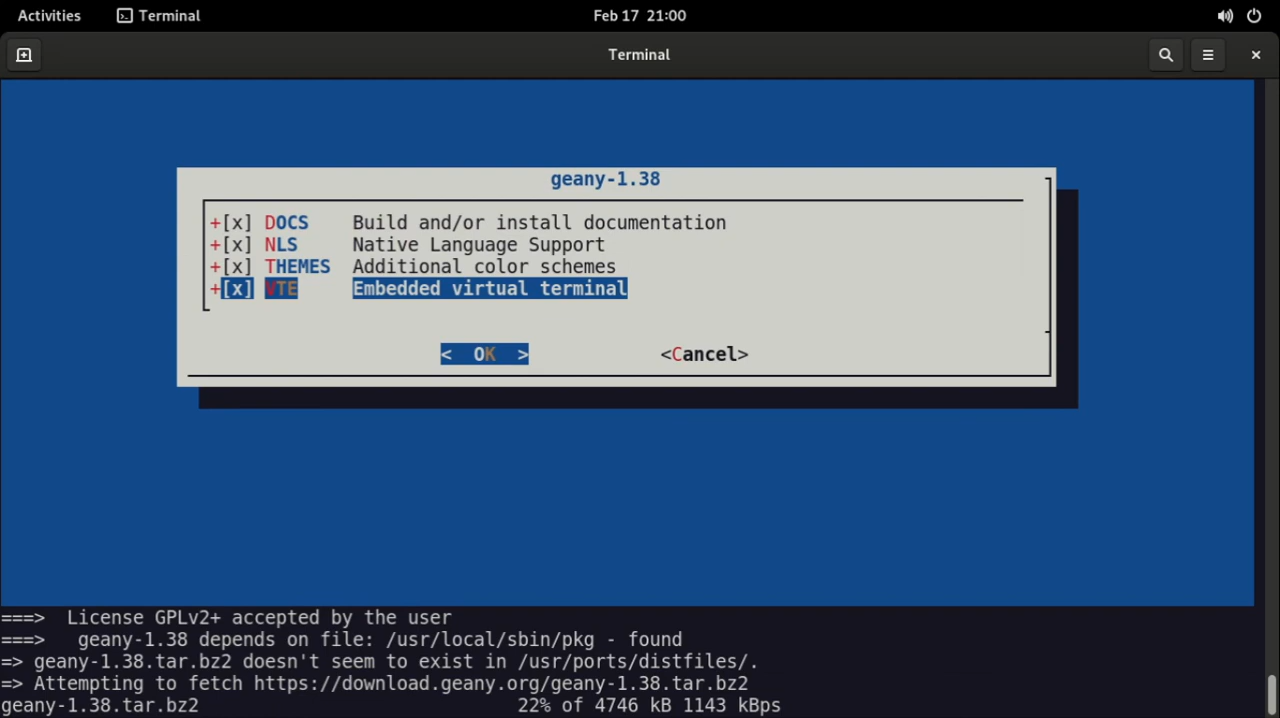 Activities Terminal Feb 17 21:00
Terminal
geany-1.38
+[x] DOCS Build and/or install documentation
+[x] NLS Native Language Support
+[x] THEMES Additional color schemes
+[x] VTE Embedded virtual terminal
< OK > <Cancel>
===> License GPLv2+ accepted by the user
===> geany-1.38 depends on file: /usr/local/sbin/pkg - found
=> geany-1.38.tar.bz2 doesn't seem to exist in /usr/ports/distfiles/.
=> Attempting to fetch https://download.geany.org/geany-1.38.tar.bz2
geany-1.38.tar.bz2 22% of 4746 kB 1143 kBps